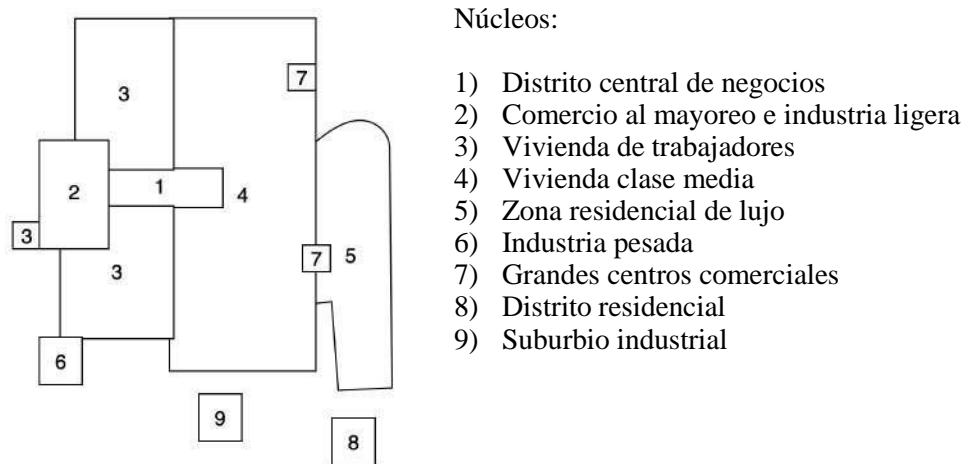 Núcleos:
1) Distrito central de negocios
2) Comercio al mayoreo e industria ligera
3) Vivienda de trabajadores
4) Vivienda clase media
5) Zona residencial de lujo
6) Industria pesada
7) Grandes centros comerciales
8) Distrito residencial
9) Suburbio industrial
7
3
1
2
4
3
3
7
5
6
9
8